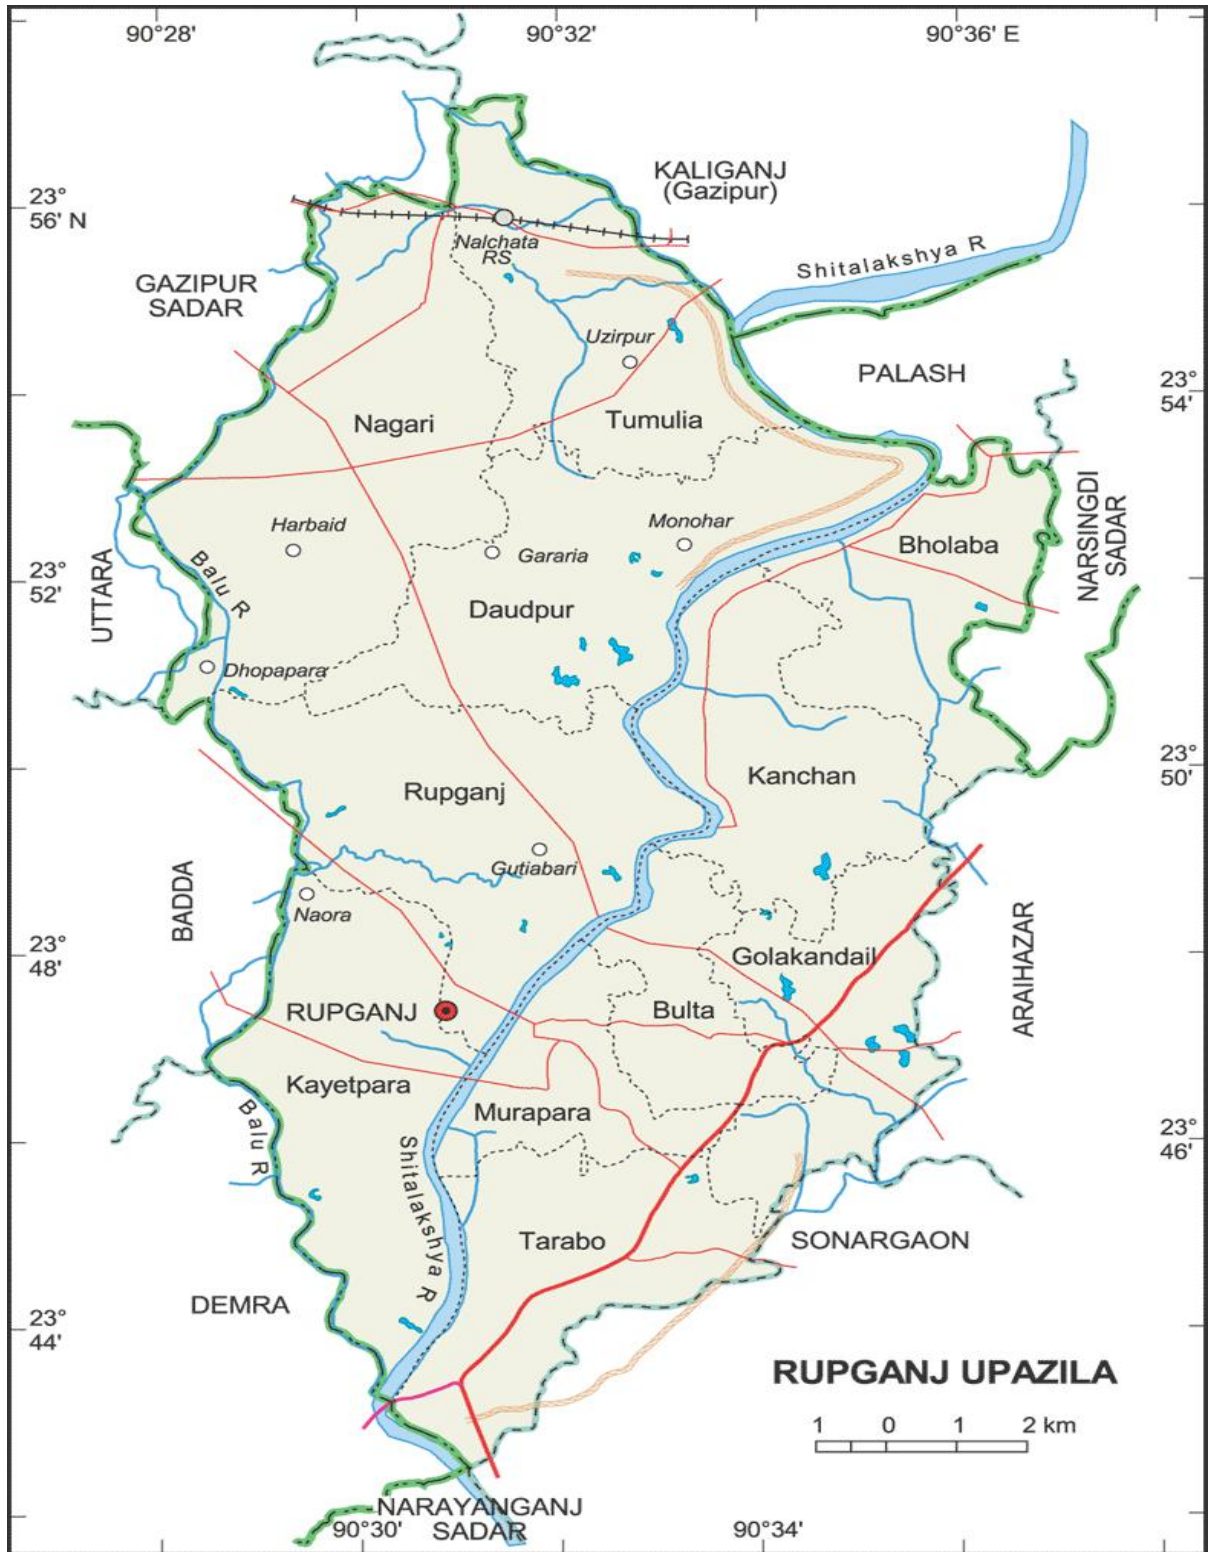 90°28'
90°32'
90°36' E
23°
56' N
KALIGANJ
(Gazipur)
Nalchata
RS
Shitalakshya R
GAZIPUR
SADAR
Uzirpur
PALASH
23°
54'
Nagari
Tumulia
NARSINGDI
SADAR
Harbaid
Monohar
Gararia
Bholaba
23°
52'
UTTARA
Balu R
Daudpur
Dhopapara
23°
50'
Rupganj
Kanchan
Gutiabari
BADDA
Naora
23°
48'
Golakandail
ARAIHAZAR
RUPGANJ
Bulta
Kayetpara
Murapara
Balu R
Shitalakshya R
23°
46'
Tarabo
SONARGAON
DEMRA
23°
44'
RUPGANJ UPAZILA
1 0 1 2 km
NARAYANGANJ
SADAR
90°30'
90°34'